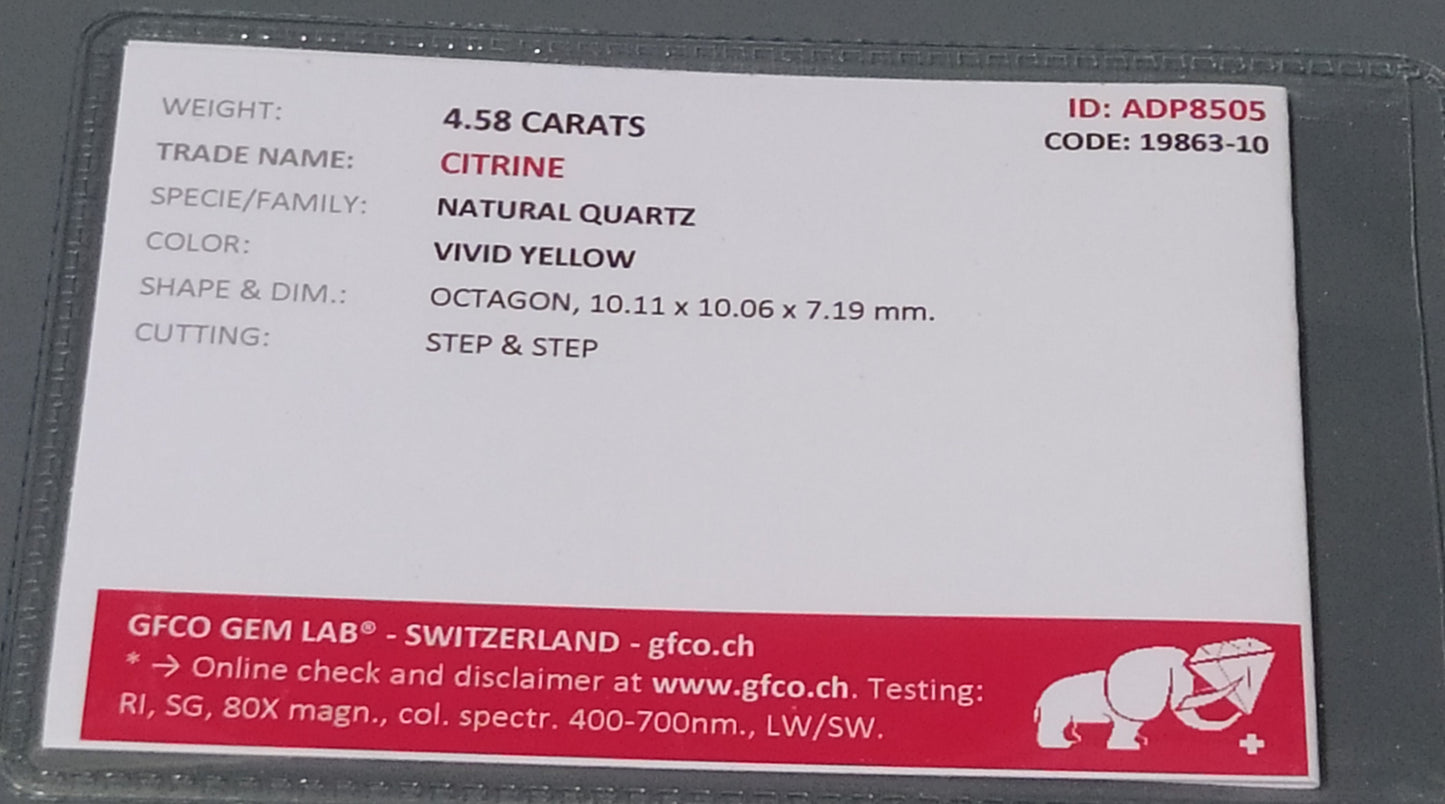 ID: ADP8505
CODE: 19863-10
WEIGHT: 4.58 CARATS
TRADE NAME: CITRINE
SPECIE/FAMILY: NATURAL QUARTZ
COLOR: VIVID YELLOW
SHAPE & DIM.: OCTAGON, 10.11 x 10.06 x 7.19 mm.
CUTTING: STEP & STEP
GFCO GEM LAB® - SWITZERLAND - gfco.ch
* → Online check and disclaimer at www.gfco.ch. Testing:
RI, SG, 80X magn., col. spectr. 400-700nm., LW/SW.